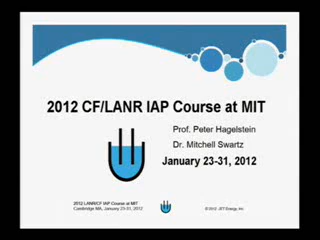 2012 CF/LANR IAP Course at MIT
Prof. Peter Hagelstein
Dr. Mitchell Swartz
January 23-31, 2012
2012 LANR/CF IAP Course at MIT
Cambridge MA, January 23-31, 2012
© 2012 JET Energy, Inc.